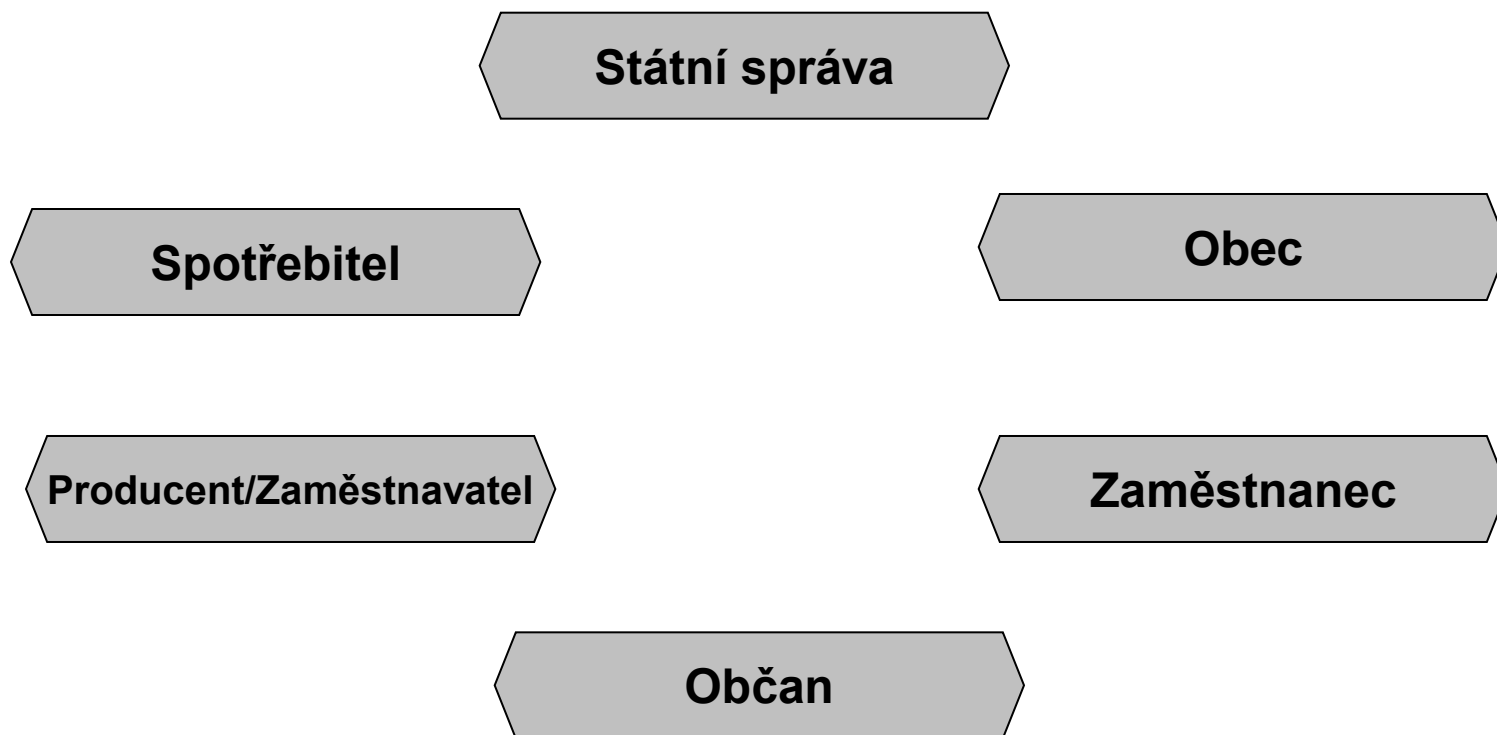 Státní správa
Spotřebitel
Obec
Producent/Zaměstnavatel
Zaměstnanec
Občan